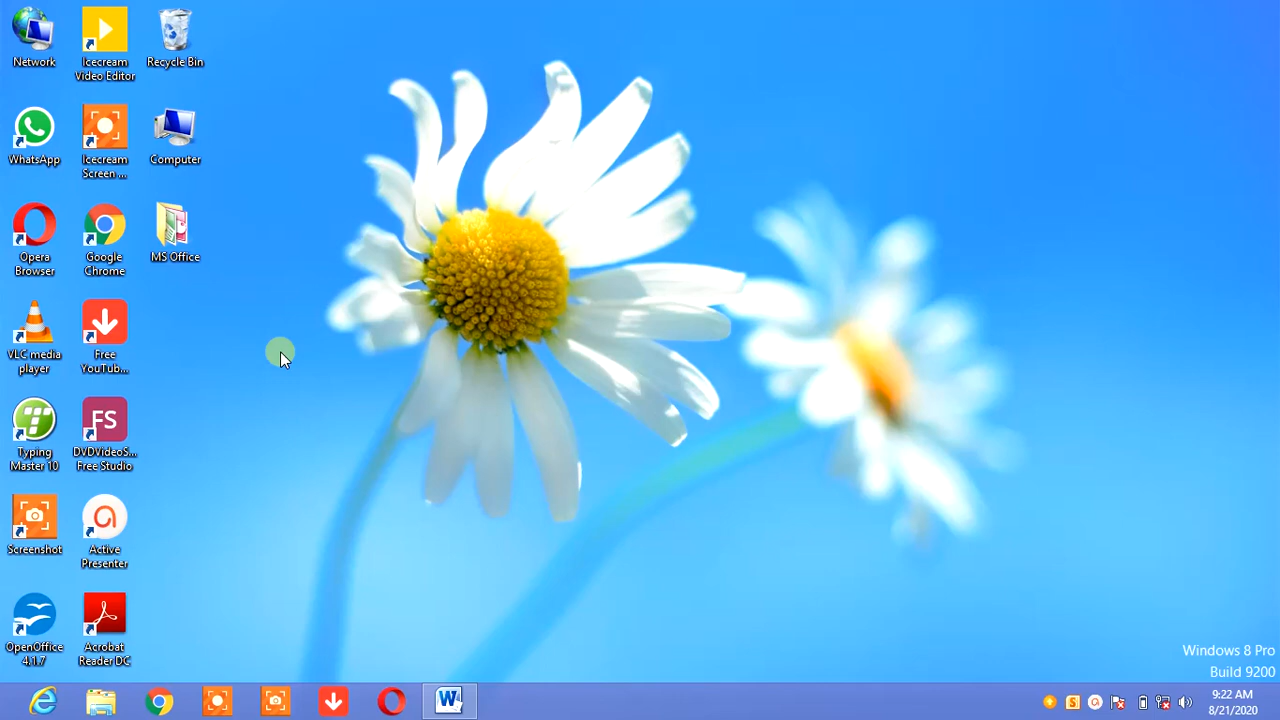 Network
Icecream
Video Editor
Recycle Bin
WhatsApp
Icecream
Screen ...
Computer
Opera
Browser
Google
Chrome
MS Office
VLC media
player
Free
YouTub...
Typing
Master 10
FS
DVDVideoS...
Free Studio
Screenshot
Active
Presenter
OpenOffice
4.1.7
Acrobat
Reader DC
Windows 8 Pro
Build 9200
9:22 AM
8/21/2020